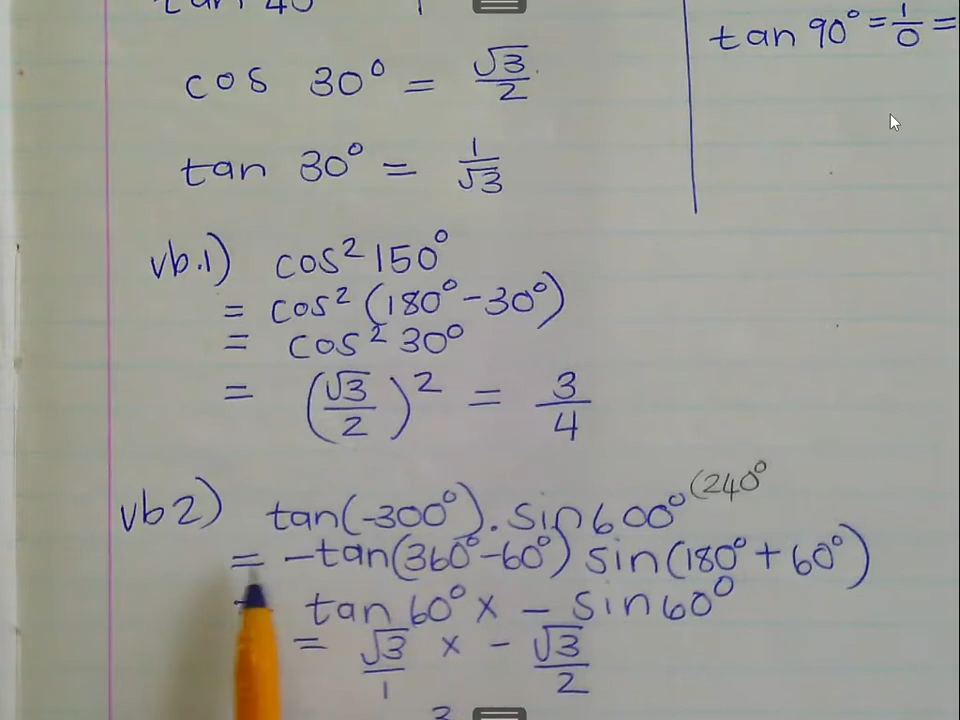 cos 30° = √3/2
tan 90° = 1/0 =
tan 30° = 1/√3
vb.1) cos² 150°
= cos² (180° - 30°)
= cos² 30°
= (√3/2)² = 3/4
vb 2) tan(-300°). sin 600° (240°
= -tan(360° - 60°) sin(180° + 60°)
tan 60° x - sin 60°
= √3/1 x - √3/2